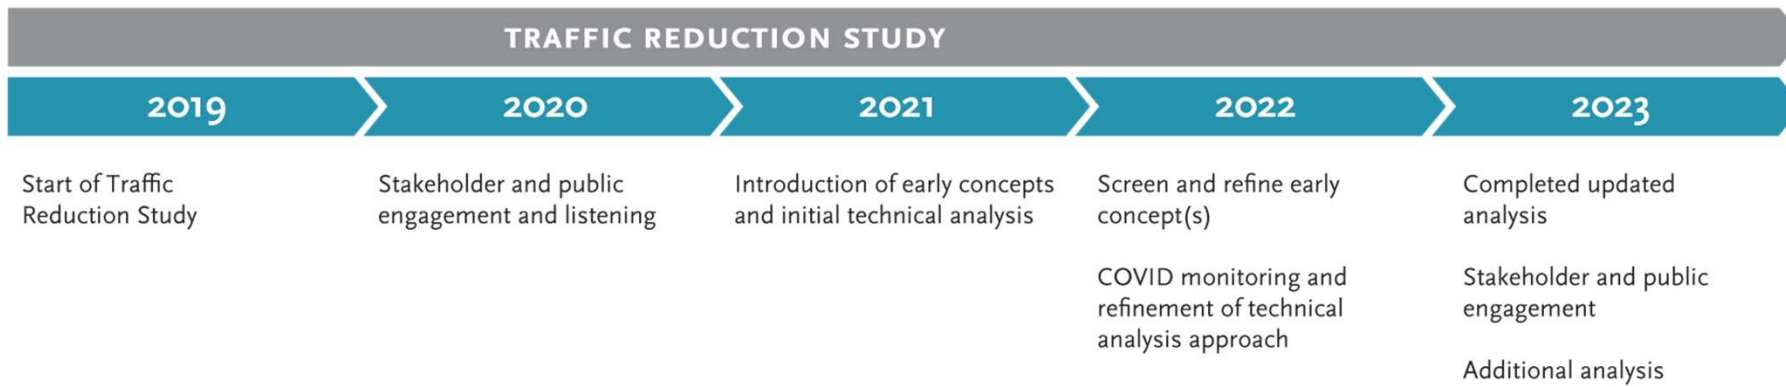 TRAFFIC REDUCTION STUDY
2019
2020
2021
2022
2023
Start of Traffic
Reduction Study
Stakeholder and public
engagement and listening
Introduction of early concepts
and initial technical analysis
Screen and refine early
concept(s)
COVID monitoring and
refinement of technical
analysis approach
Completed updated
analysis
Stakeholder and public
engagement
Additional analysis